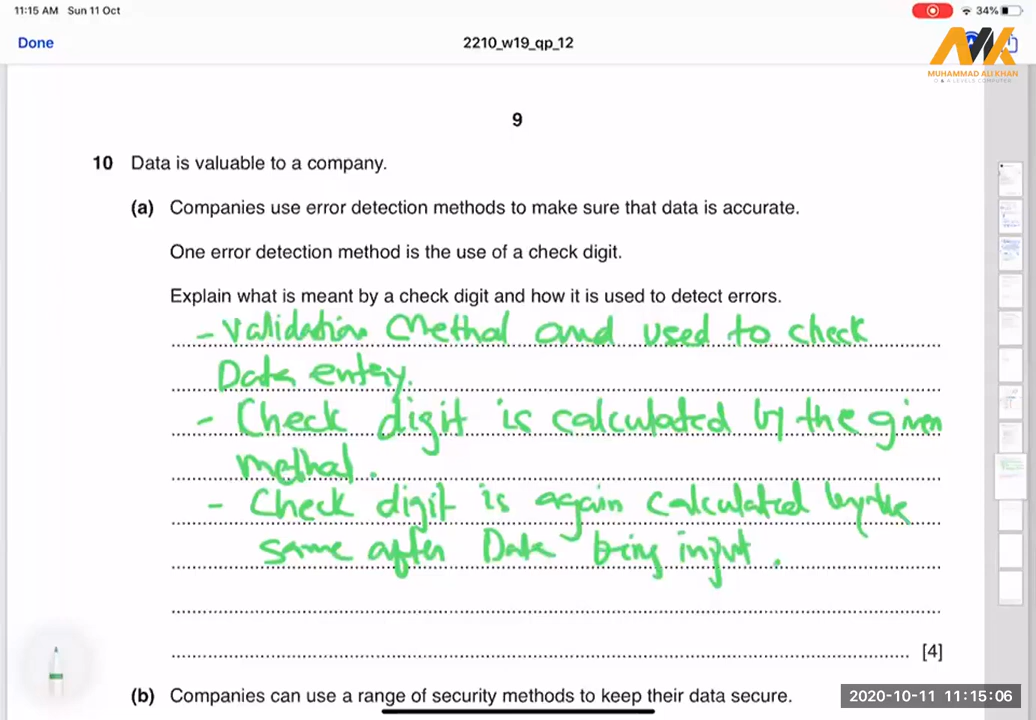 11:15 AM Sun 11 Oct
34%
Done
2210_w19_qp_12
MUHAMMAD ALI KHAN
O & A LEVELS COMPUTER
9
10 Data is valuable to a company.
(a) Companies use error detection methods to make sure that data is accurate.
One error detection method is the use of a check digit.
Explain what is meant by a check digit and how it is used to detect errors.
- Validation Method and used to check
Data entry.
- Check digit is calculated by the given
method.
- Check digit is again calculated by the
same after Data being input.
[4]
(b) Companies can use a range of security methods to keep their data secure.
2020-10-11 11:15:06